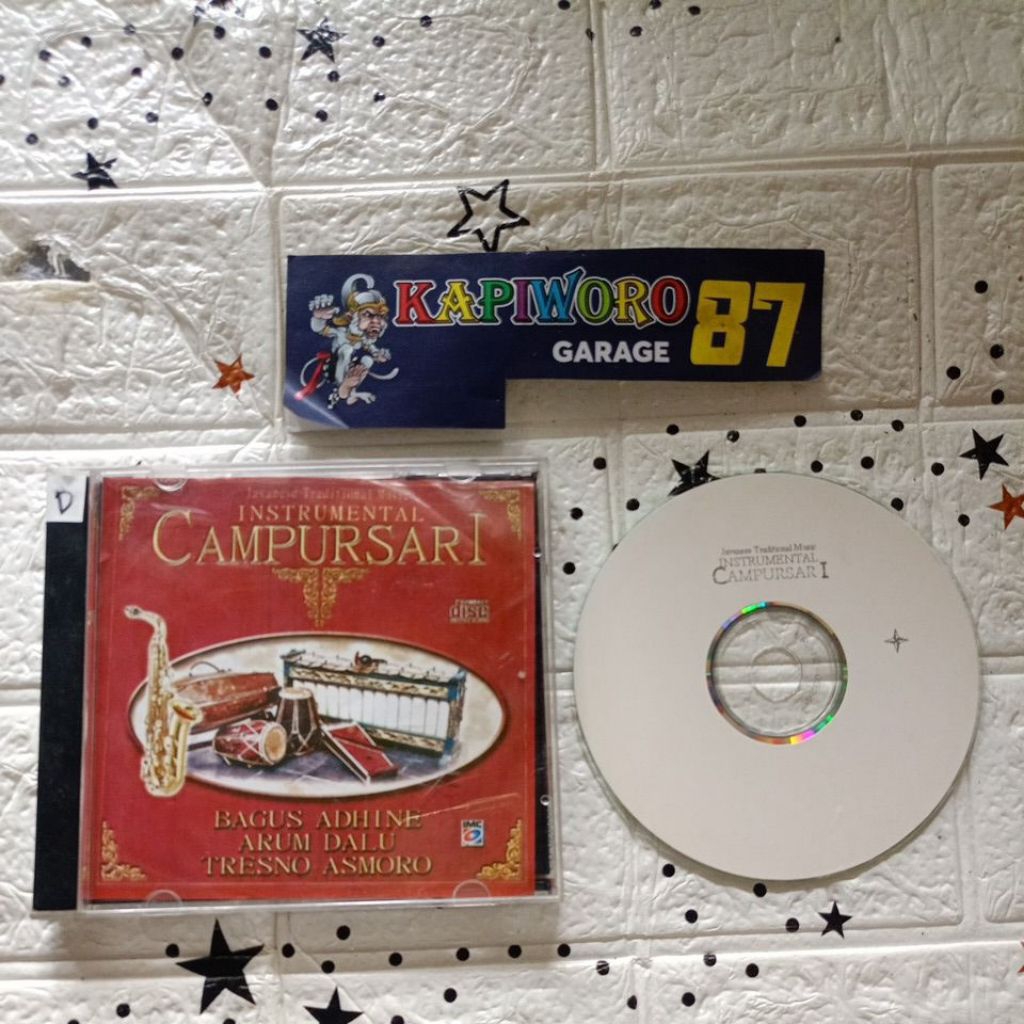 KAPIWORO 87
GARAGE
D
Javanese Traditional Music
INSTRUMENTAL
CAMPURSARI
COMPACT
disc
BAGUS ADHINE
ARUM DALU
TRESNO ASMORO
IMC
Javanese Traditional Music
INSTRUMENTAL
CAMPURSARI